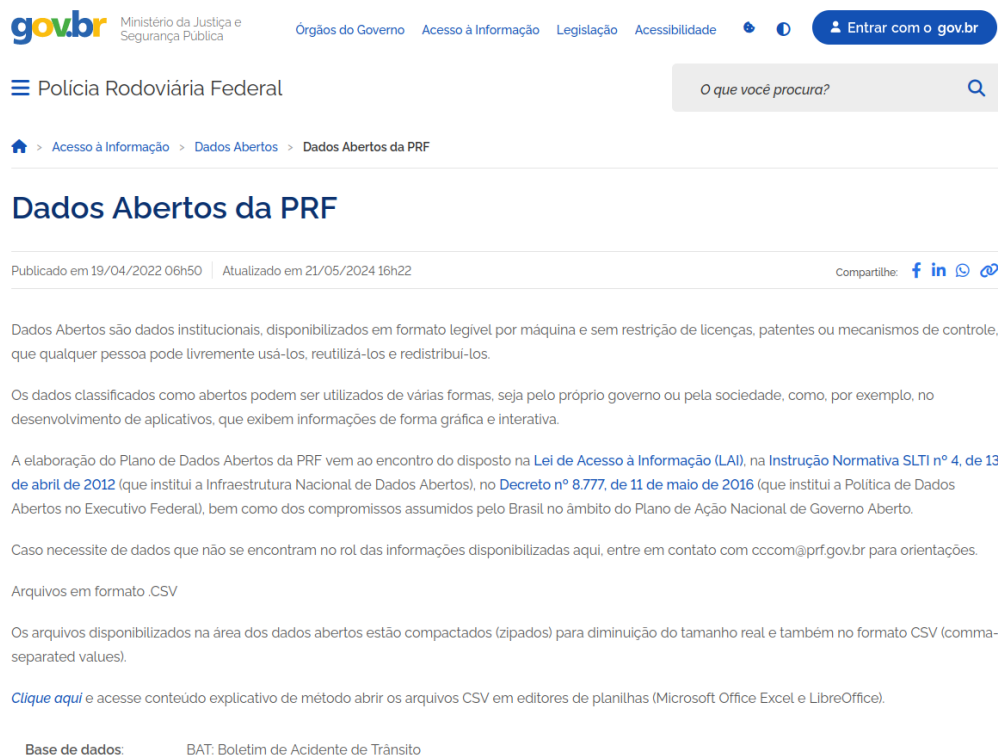 gov.br
Ministério da Justiça e
Segurança Pública
Órgãos do Governo Acesso à Informação Legislação Acessibilidade
Entrar com o gov.br
Polícia Rodoviária Federal
O que você procura?
> Acesso à Informação > Dados Abertos > Dados Abertos da PRF
Dados Abertos da PRF
Publicado em 19/04/2022 06h50 Atualizado em 21/05/2024 16h22
Compartilhe:
Dados Abertos são dados institucionais, disponibilizados em formato legível por máquina e sem restrição de licenças, patentes ou mecanismos de controle,
que qualquer pessoa pode livremente usá-los, reutilizá-los e redistribuí-los.
Os dados classificados como abertos podem ser utilizados de várias formas, seja pelo próprio governo ou pela sociedade, como, por exemplo, no
desenvolvimento de aplicativos, que exibem informações de forma gráfica e interativa.
A elaboração do Plano de Dados Abertos da PRF vem ao encontro do disposto na Lei de Acesso à Informação (LAI), na Instrução Normativa SLTI nº 4, de 13
de abril de 2012 (que institui a Infraestrutura Nacional de Dados Abertos), no Decreto nº 8.777, de 11 de maio de 2016 (que institui a Política de Dados
Abertos no Executivo Federal), bem como dos compromissos assumidos pelo Brasil no âmbito do Plano de Ação Nacional de Governo Aberto.
Caso necessite de dados que não se encontram no rol das informações disponibilizadas aqui, entre em contato com cccom@prf.gov.br para orientações.
Arquivos em formato .CSV
Os arquivos disponibilizados na área dos dados abertos estão compactados (zipados) para diminuição do tamanho real e também no formato CSV (comma-
separated values).
Clique aqui e acesse conteúdo explicativo de método abrir os arquivos CSV em editores de planilhas (Microsoft Office Excel e LibreOffice).
Base de dados: BAT: Boletim de Acidente de Trânsito